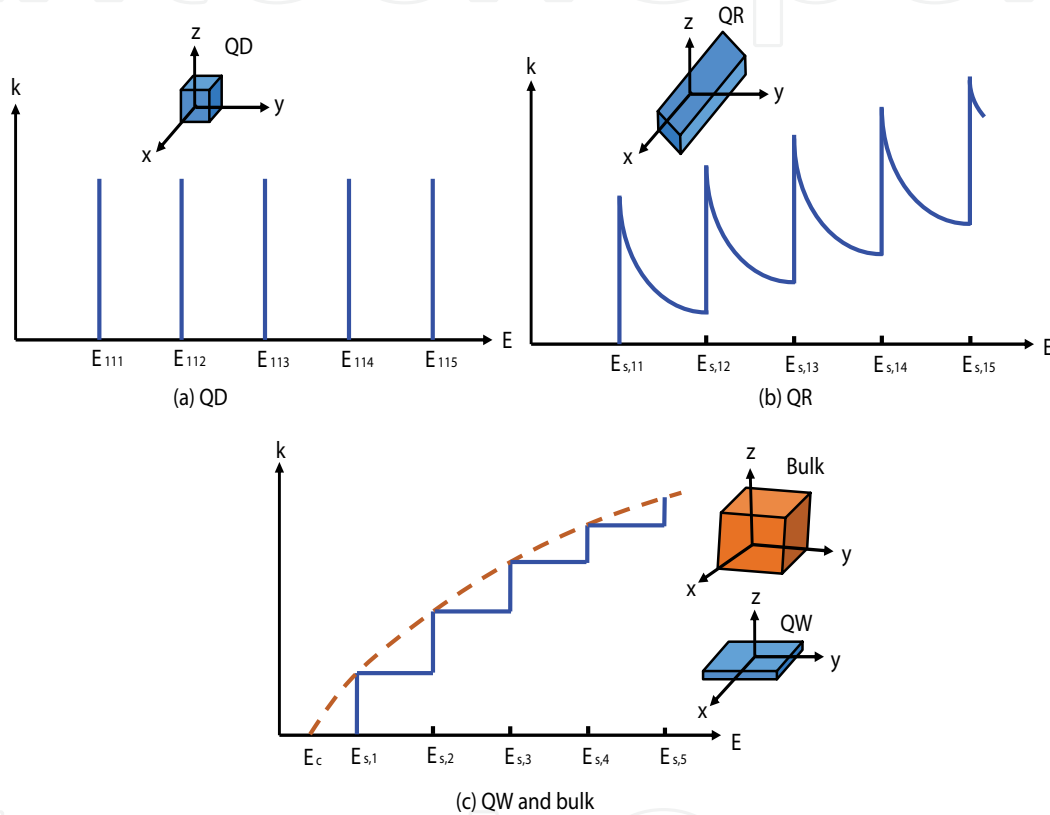 z
QD
k
y
x
E
E 111
E 112
E 113
E 114
E 115
(a) QD
QR
z
k
y
x
E
E s,11
E s,12
E s,13
E s,14
E s,15
(b) QR
k
z
Bulk
y
x
z
QW
y
x
E
E c
E s,1
E s,2
E s,3
E s,4
E s,5
(c) QW and bulk